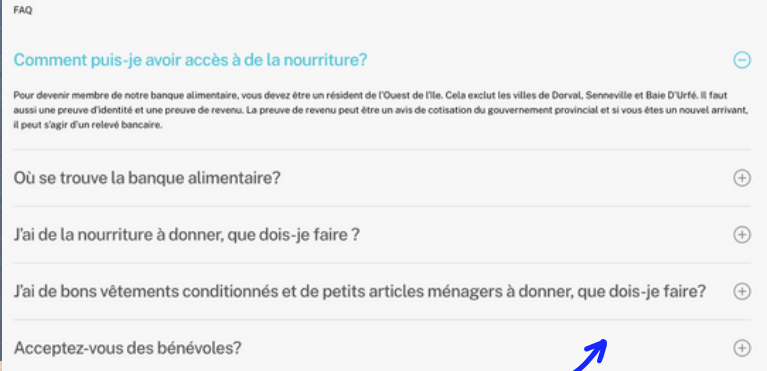 FAQ
Comment puis-je avoir accès à de la nourriture?
Pour devenir membre de notre banque alimentaire, vous devez être un résident de l'Ouest de l'île. Cela exclut les villes de Dorval, Senneville et Baie D'Urfé. Il faut
aussi une preuve d'identité et une preuve de revenu. La preuve de revenu peut être un avis de cotisation du gouvernement provincial et si vous êtes un nouvel arrivant,
il peut s'agir d'un relevé bancaire.
Où se trouve la banque alimentaire?
J'ai de la nourriture à donner, que dois-je faire ?
J'ai de bons vêtements conditionnés et de petits articles ménagers à donner, que dois-je faire?
Acceptez-vous des bénévoles?